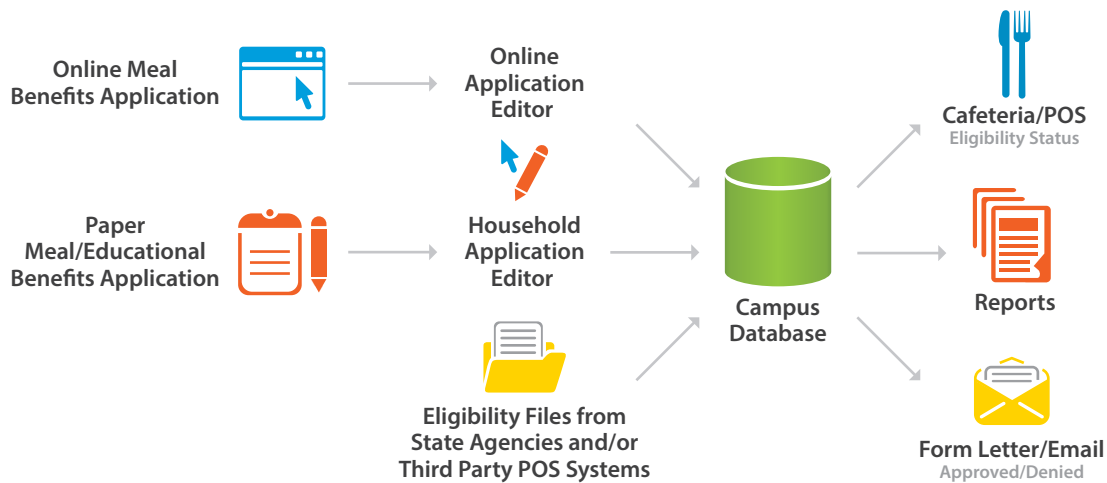 Online Meal
Benefits Application
Online
Application
Editor
Cafeteria/POS
Eligibility Status
Paper
Meal/Educational
Benefits Application
Household
Application
Editor
Campus
Database
Reports
Eligibility Files from
State Agencies and/or
Third Party POS Systems
Form Letter/Email
Approved/Denied